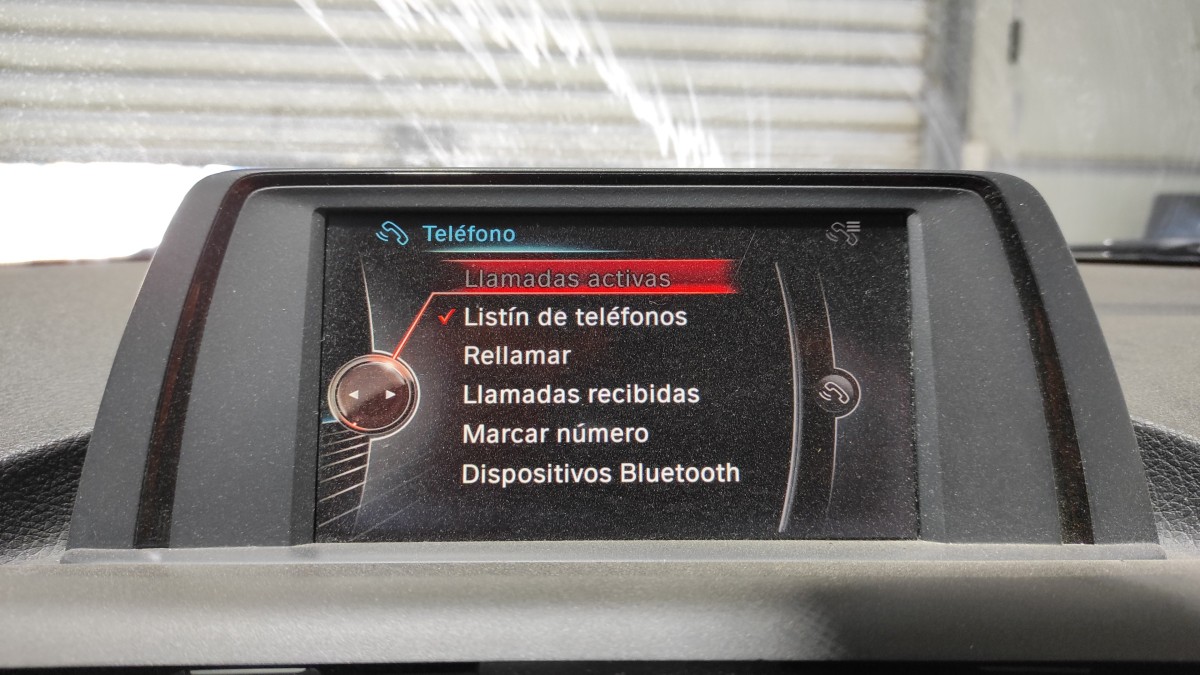 Teléfono
Llamadas activas
Listín de teléfonos
Rellamar
Llamadas recibidas
Marcar número
Dispositivos Bluetooth